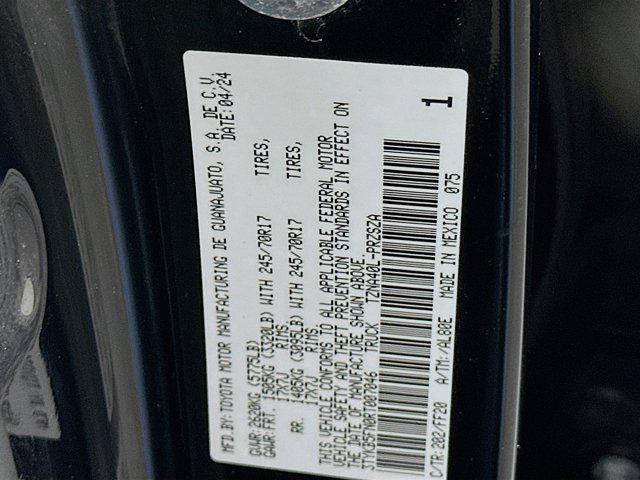 MFD.BY: TOYOTA MOTOR MANUFACTURING DE GUANAJUATO, S.A. DE C.V.
DATE: 04/24
GVWR: 2620KG (5775LB)
GAWR: FRT. 1505KG (3320LB) WITH 245/70R17 TIRES,
17X7J RIMS,
RR. 1405KG (3095LB) WITH 245/70R17 TIRES,
17X7J RIMS,
THIS VEHICLE CONFORMS TO ALL APPLICABLE FEDERAL MOTOR
VEHICLE SAFETY AND THEFT PREVENTION STANDARDS IN EFFECT ON
THE DATE OF MANUFACTURE SHOWN ABOVE.
TRUCK TZNA40L-PRZSZA
C/TR: 202/FF20 A/TM: /AL80E MADE IN MEXICO 075
1